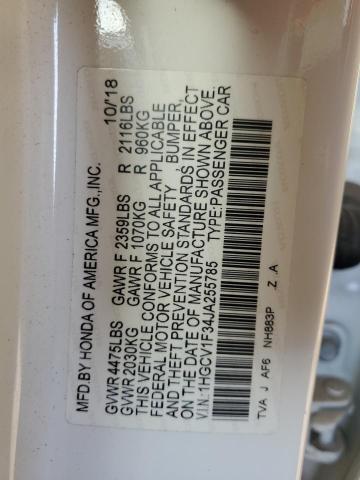 MFD.BY HONDA OF AMERICA MFG.,INC. 10/'18
GVWR 4475LBS GAWR F 2359LBS R 2116LBS
GVWR 2030KG GAWR F 1070KG R 960KG
THIS VEHICLE CONFORMS TO ALL APPLICABLE
FEDERAL MOTOR VEHICLE SAFETY , BUMPER,
AND THEFT PREVENTION STANDARDS IN EFFECT
ON THE DATE OF MANUFACTURE SHOWN ABOVE.
V.I.N.:1HGCV1F34JA255785 TYPE:PASSENGER CAR
TVA J AF6 NH883P Z .A